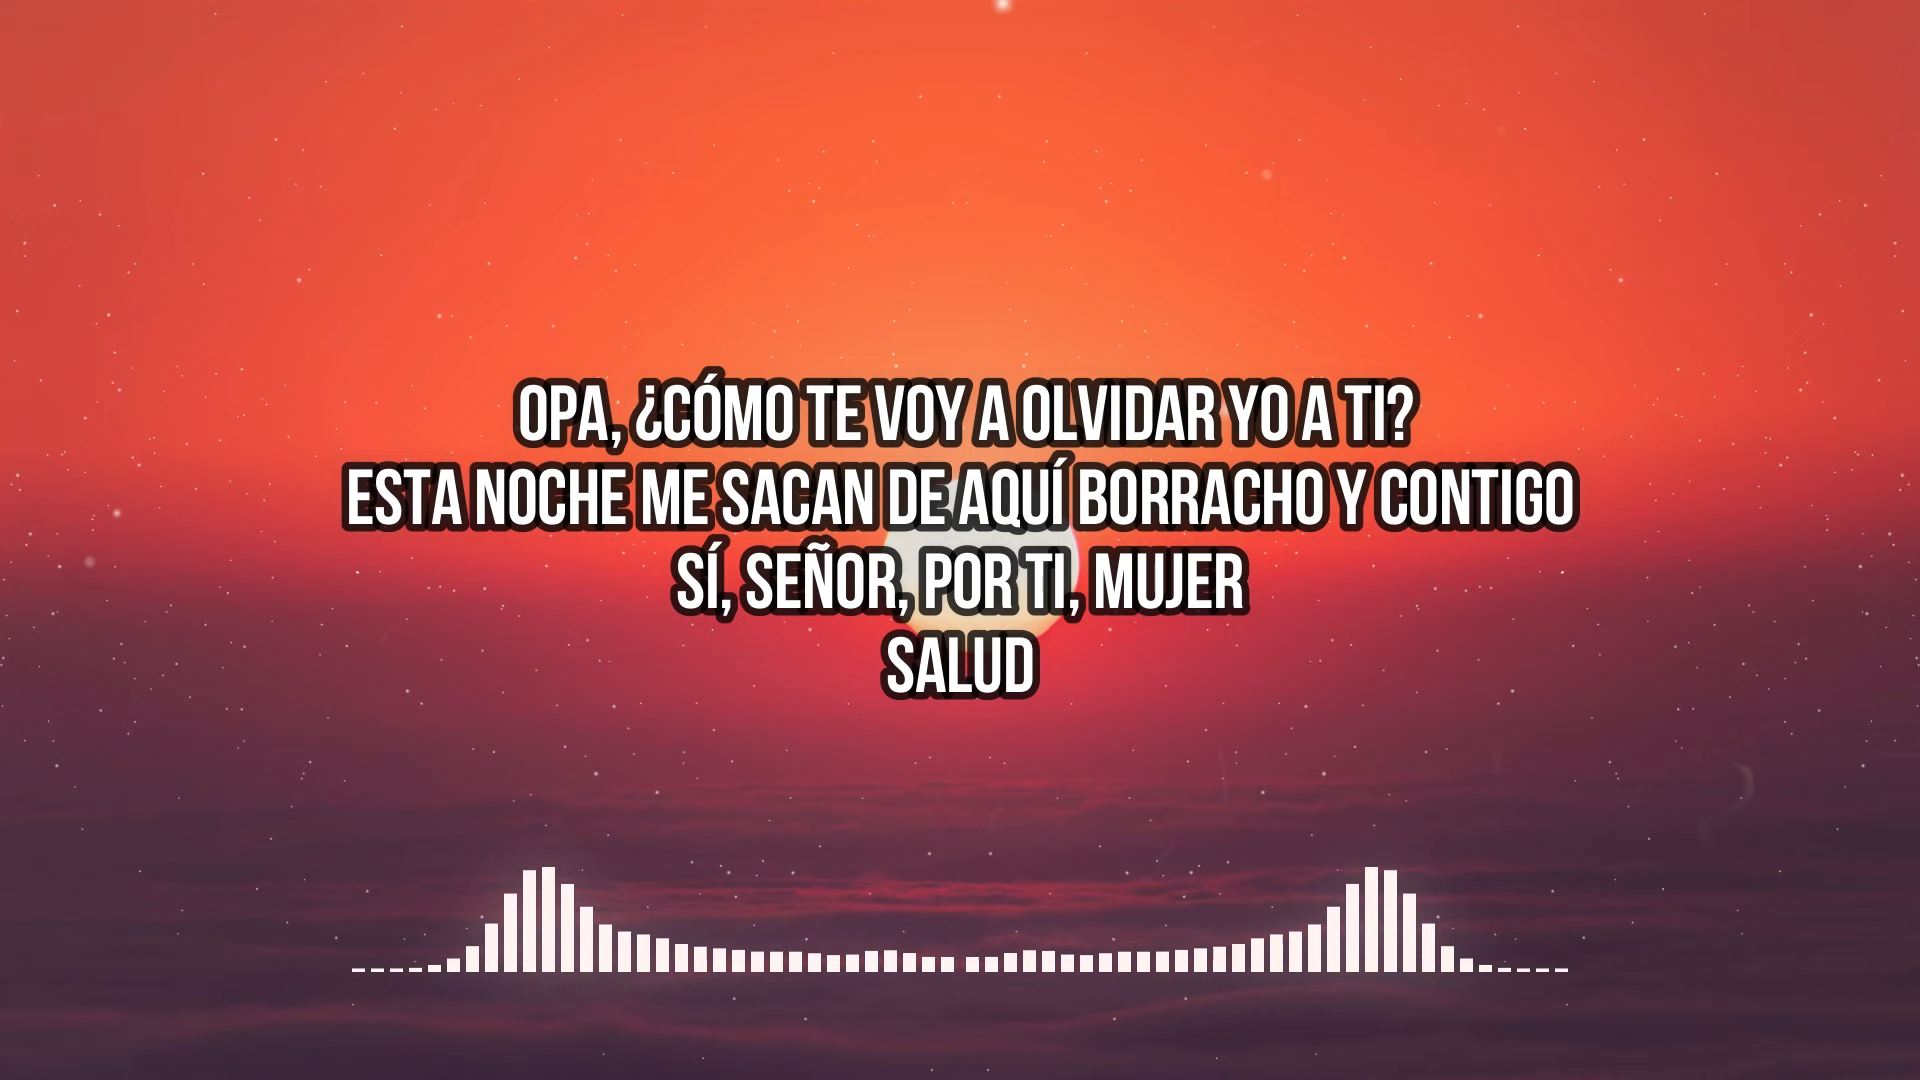 OPA, ¿CÓMO TE VOY A OLVIDAR YO A TI?
ESTA NOCHE ME SACAN DE AQUÍ BORRACHO Y CONTIGO
SÍ, SEÑOR, POR TI, MUJER
SALUD